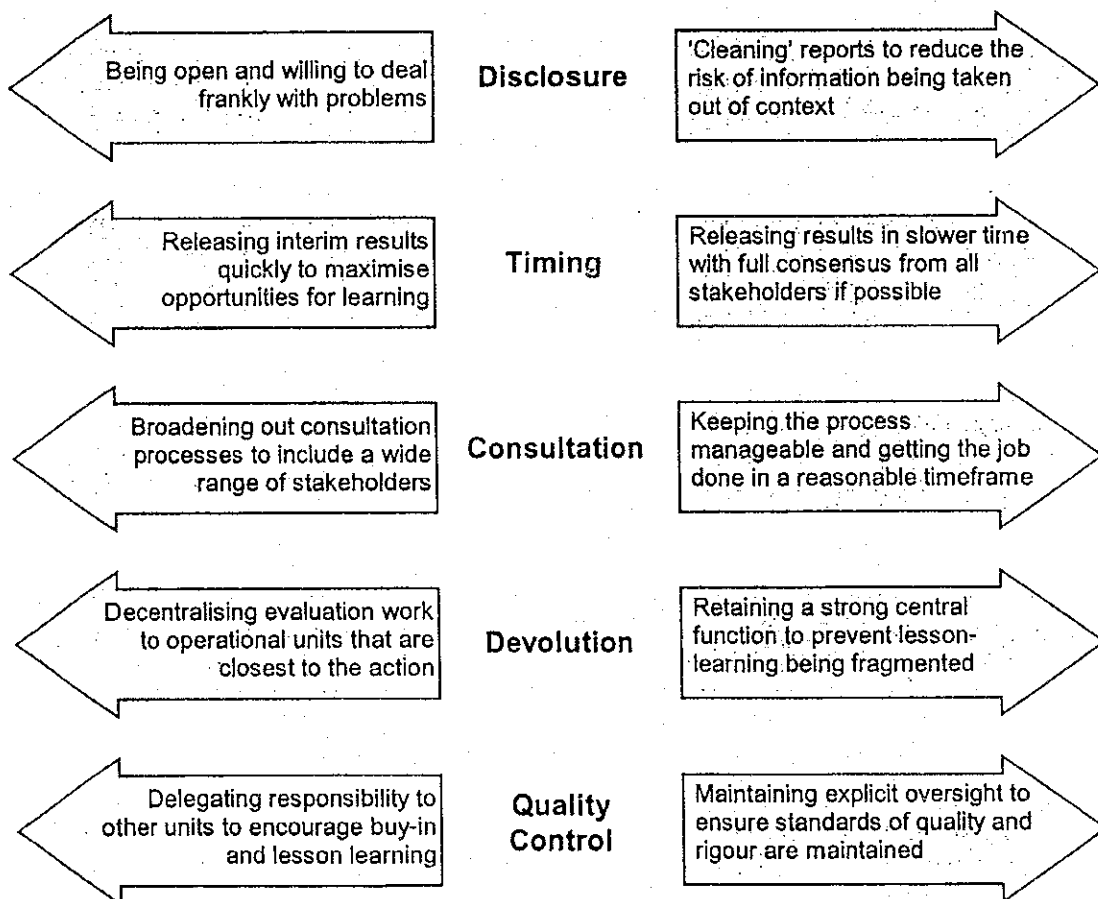 Being open and willing to deal
frankly with problems
Disclosure
'Cleaning' reports to reduce the
risk of information being taken
out of context
Releasing interim results
quickly to maximise
opportunities for learning
Timing
Releasing results in slower time
with full consensus from all
stakeholders if possible
Broadening out consultation
processes to include a wide
range of stakeholders
Consultation
Keeping the process
manageable and getting the job
done in a reasonable timeframe
Decentralising evaluation work
to operational units that are
closest to the action
Devolution
Retaining a strong central
function to prevent lesson-
learning being fragmented
Delegating responsibility to
other units to encourage buy-in
and lesson learning
Quality
Control
Maintaining explicit oversight to
ensure standards of quality and
rigour are maintained